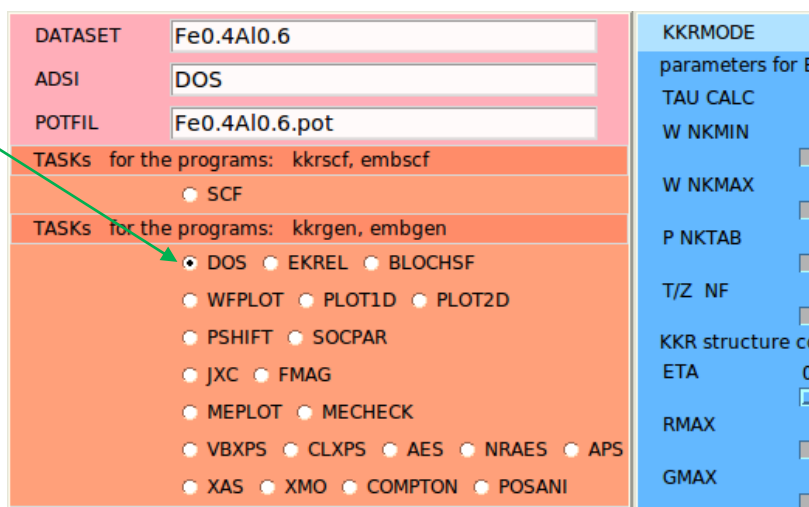 DATASET Fe0.4Al0.6
ADSI DOS
POTFIL Fe0.4Al0.6.pot
TASKs for the programs: kkrscf, embscf
SCF
TASKs for the programs: kkrgen, embgen
DOS EKREL BLOCHSF
WFPLOT PLOT1D PLOT2D
PSHIFT SOCPAR
JXC FMAG
MEPLOT MECHECK
VBXPS CLXPS AES NRAES APS
XAS XMO COMPTON POSANI
KKRMODE
parameters for
TAU CALC
W NKMIN
W NKMAX
P NKTAB
T/Z NF
KKR structure
ETA
RMAX
GMAX